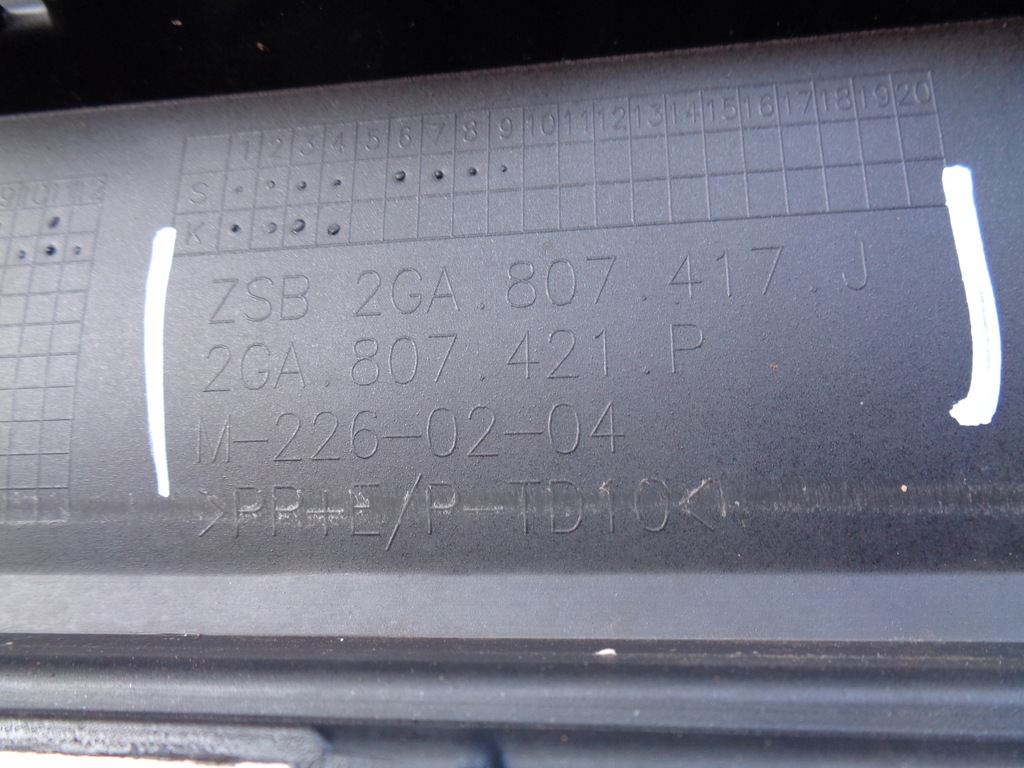 1 2 3 4 5 6 7 8 9 10 11 12 13 14 15 16 17 18 19 20
S
K
ZSB 2GA.807.417.J
2GA.807.421.P
M-226-02-04
>PP+E/P-TD10<